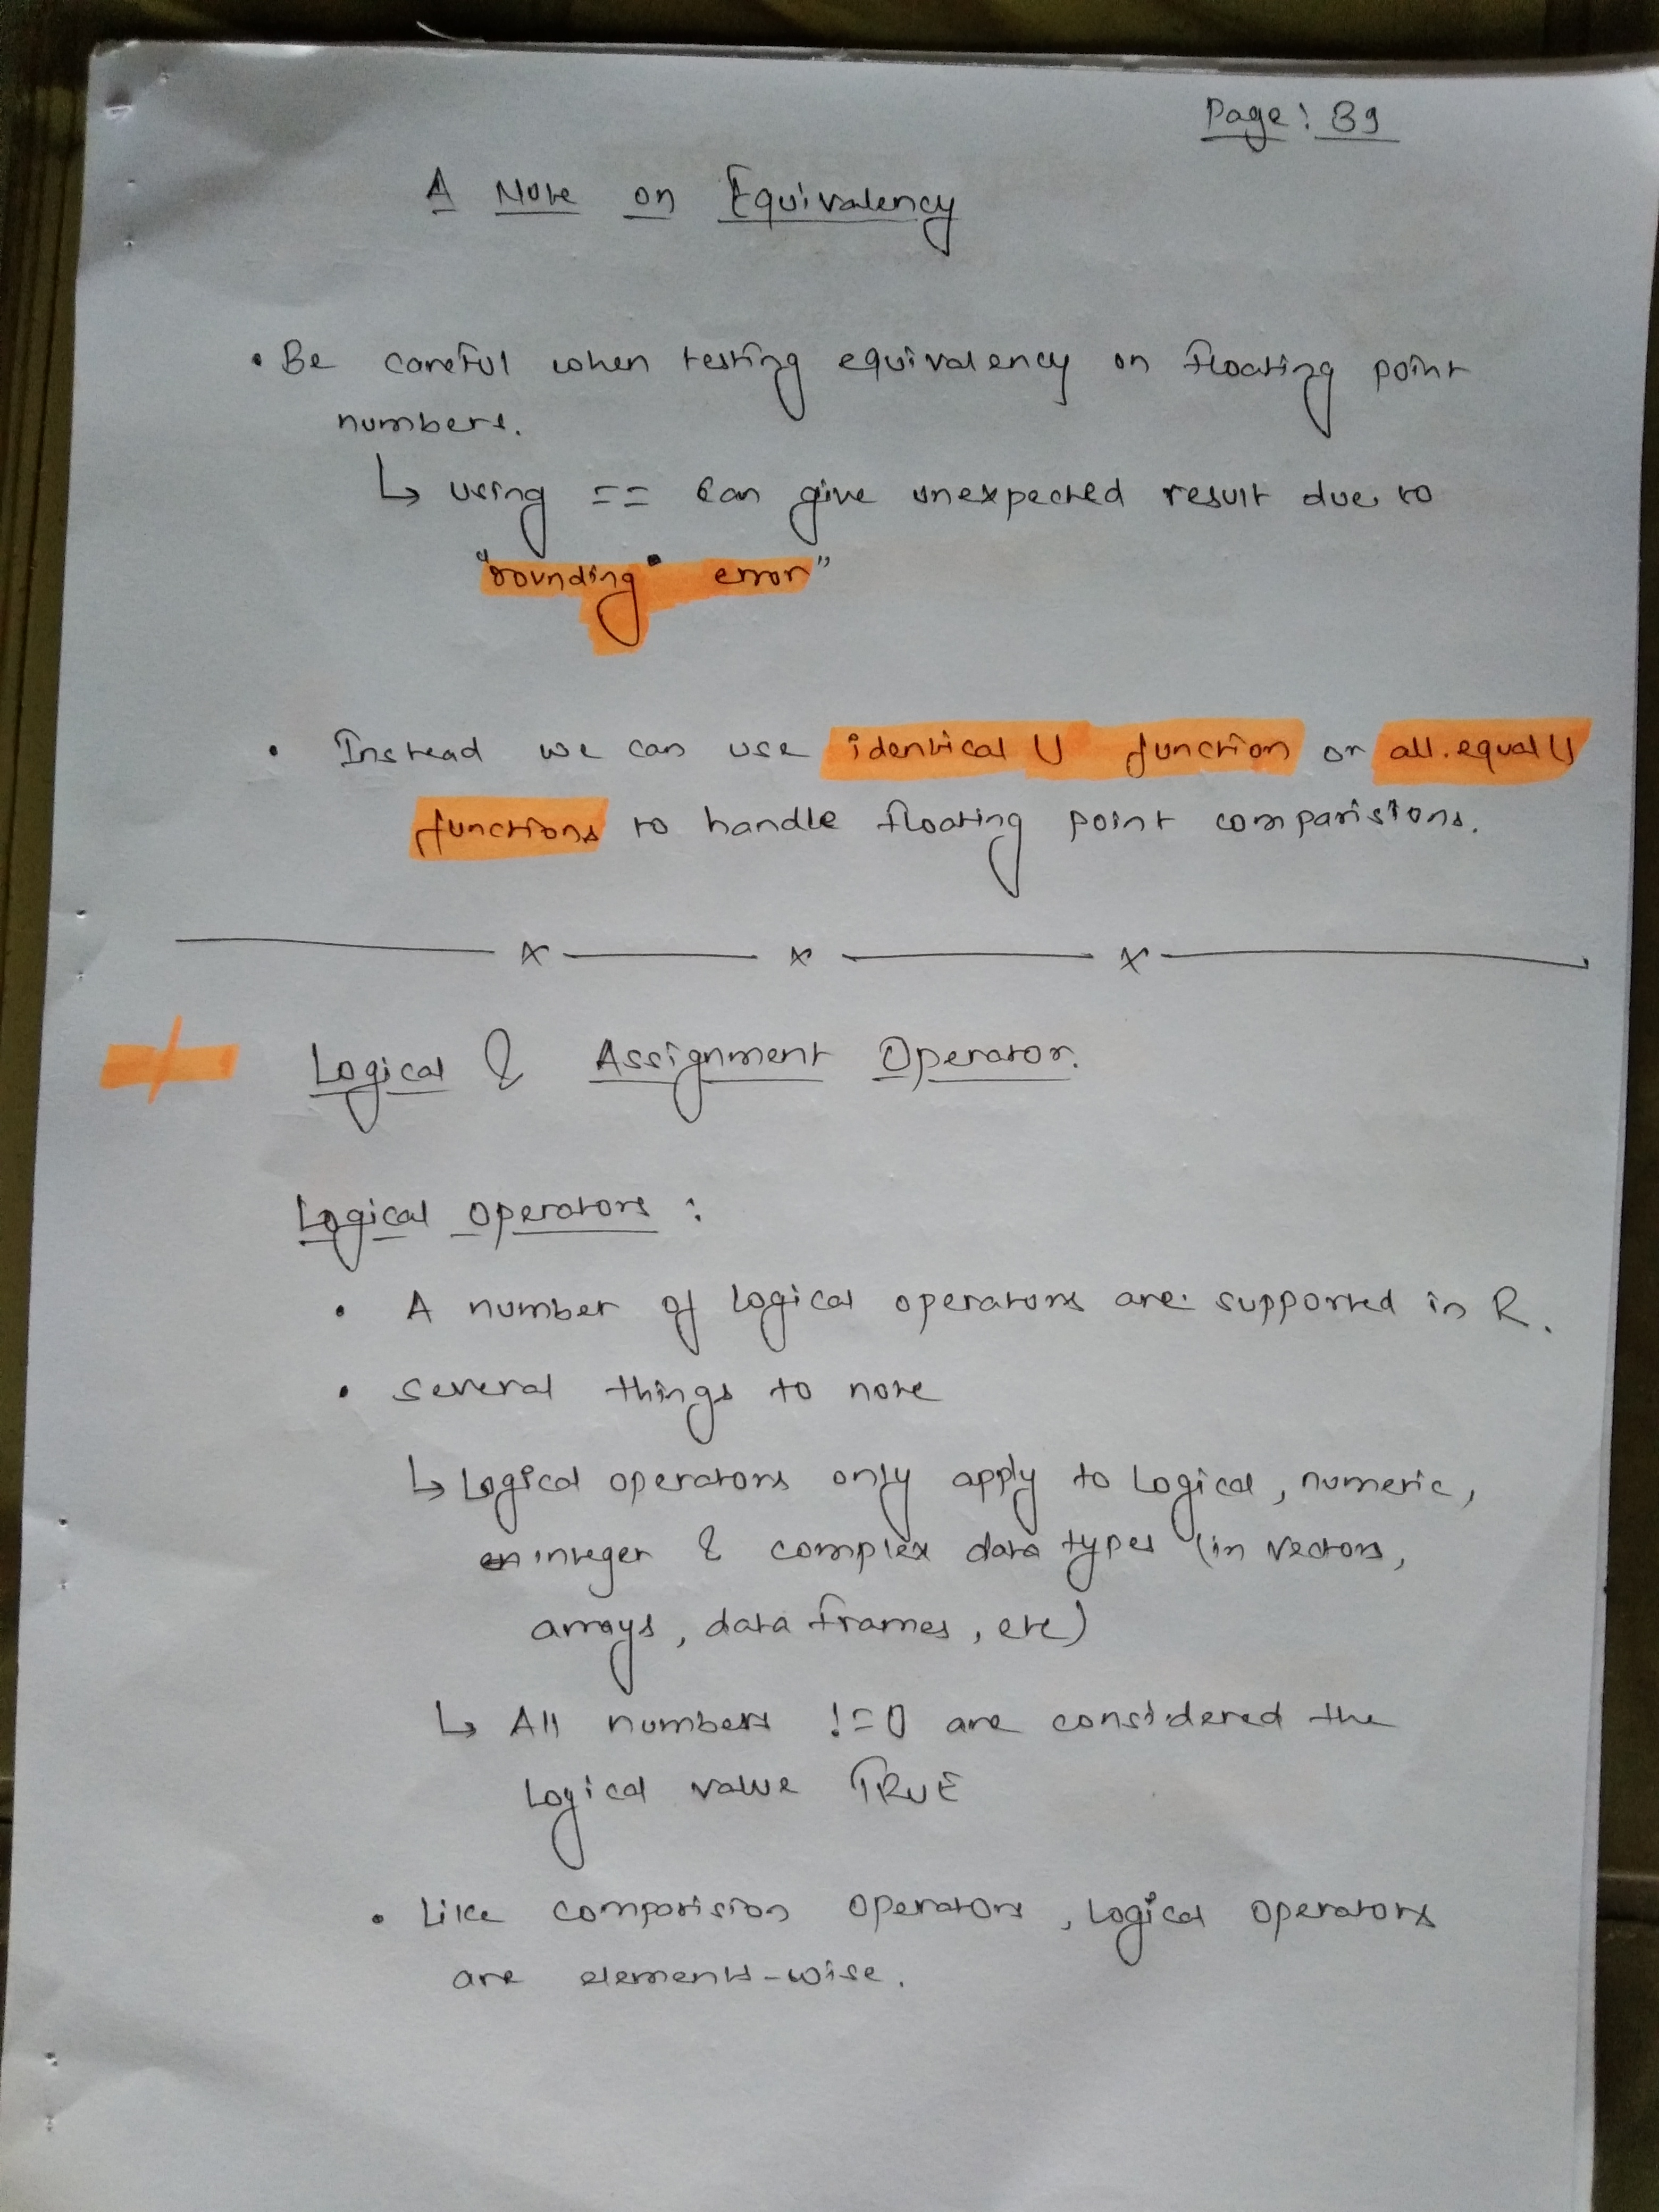 Page: 39
A Note on Equivalency
• Be careful when testing equivalency on floating point
numbers.
↳ using == can give unexpected result due to
"rounding" error"
• Instead we can use identical() function or all.equal()
functions to handle floating point comparisions.
x x x
Logical & Assignment Operator.
Logical operators :
• A number of logical operators are supported in R.
• several things to note
↳ Logical operators only apply to Logical, numeric,
integer & complex data types (in vectors,
arrays, data frames, etc)
↳ All numbers !=0 are considered the
Logical value TRUE
• Like comparision operators, logical operators
are elements-wise.